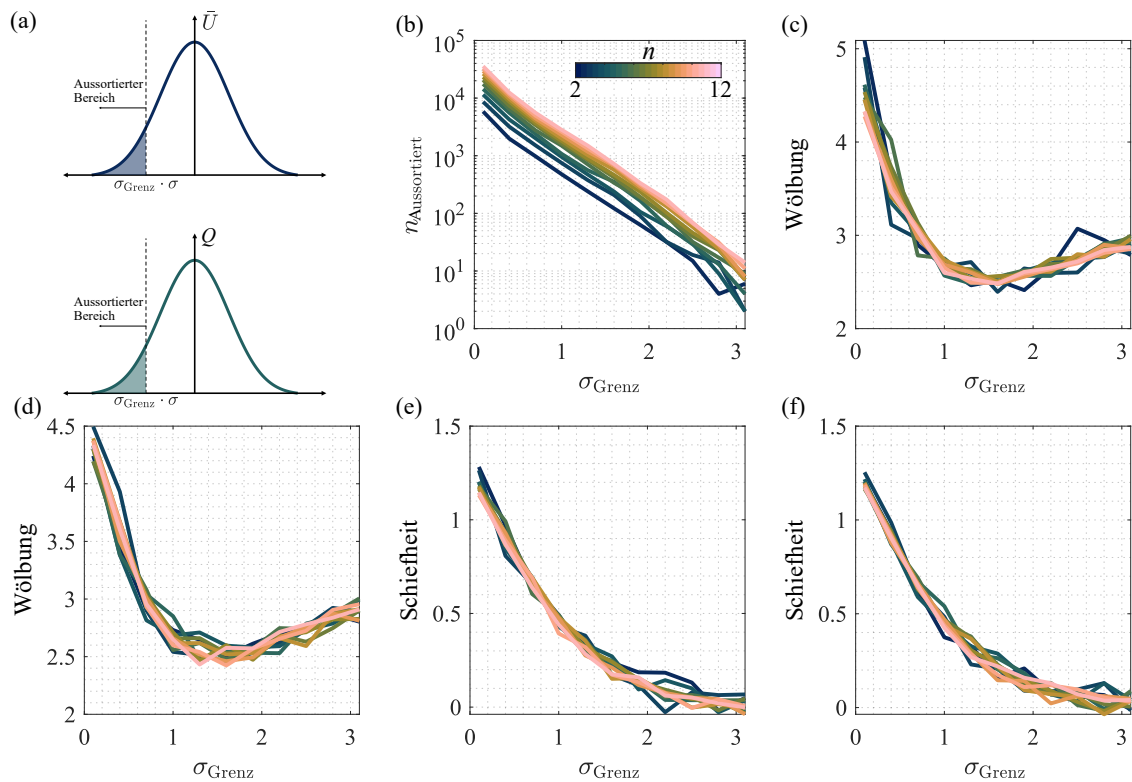 (a)
Ū
Aussortierter
Bereich
σ_Grenz · σ
Q
Aussortierter
Bereich
σ_Grenz · σ
(b)
10^5
10^4
10^3
10^2
10^1
10^0
n_Aussortiert
n
2 12
0 1 2 3
σ_Grenz
(c)
5
4
3
2
Wölbung
0 1 2 3
σ_Grenz
(d)
4.5
4
3.5
3
2.5
2
Wölbung
0 1 2 3
σ_Grenz
(e)
1.5
1
0.5
0
Schiefheit
0 1 2 3
σ_Grenz
(f)
1.5
1
0.5
0
Schiefheit
0 1 2 3
σ_Grenz